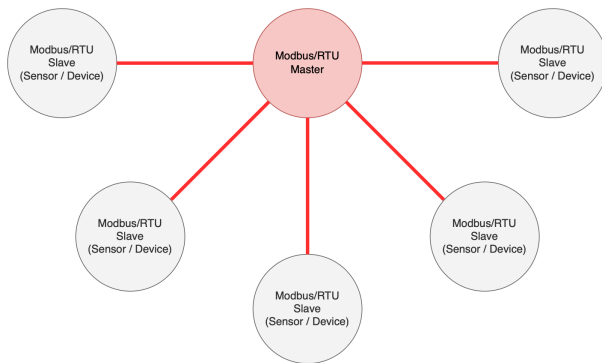 Modbus/RTU
Slave
(Sensor / Device)
Modbus/RTU
Master
Modbus/RTU
Slave
(Sensor / Device)
Modbus/RTU
Slave
(Sensor / Device)
Modbus/RTU
Slave
(Sensor / Device)
Modbus/RTU
Slave
(Sensor / Device)